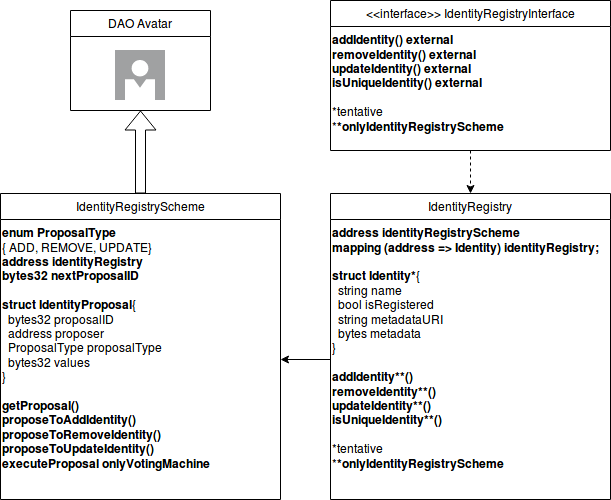 DAO Avatar
<<interface>> IdentityRegistryInterface
addIdentity() external
removeIdentity() external
updateIdentity() external
isUniqueIdentity() external
*tentative
**onlyIdentityRegistryScheme
IdentityRegistryScheme
enum ProposalType
{ ADD, REMOVE, UPDATE}
address identityRegistry
bytes32 nextProposalID
struct IdentityProposal{
bytes32 proposalID
address proposer
ProposalType proposalType
bytes32 values
}
getProposal()
proposeToAddIdentity()
proposeToRemoveIdentity()
proposeToUpdateIdentity()
executeProposal onlyVotingMachine
IdentityRegistry
address identityRegistryScheme
mapping (address => Identity) identityRegistry;
struct Identity*{
string name
bool isRegistered
string metadataURI
bytes metadata
}
addIdentity**()
removeIdentity**()
updateIdentity**()
isUniqueIdentity**()
*tentative
**onlyIdentityRegistryScheme